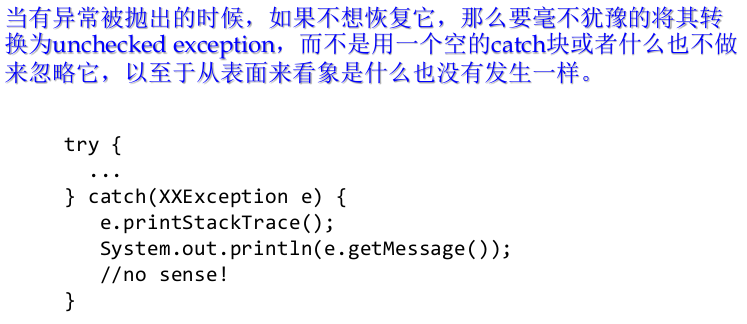 当有异常被抛出的时候，如果不想恢复它，那么要毫不犹豫的将其转
换为unchecked exception，而不是用一个空的catch块或者什么也不做
来忽略它，以至于从表面来看象是什么也没有发生一样。
try {
...
} catch(XXException e) {
e.printStackTrace();
System.out.println(e.getMessage());
//no sense!
}